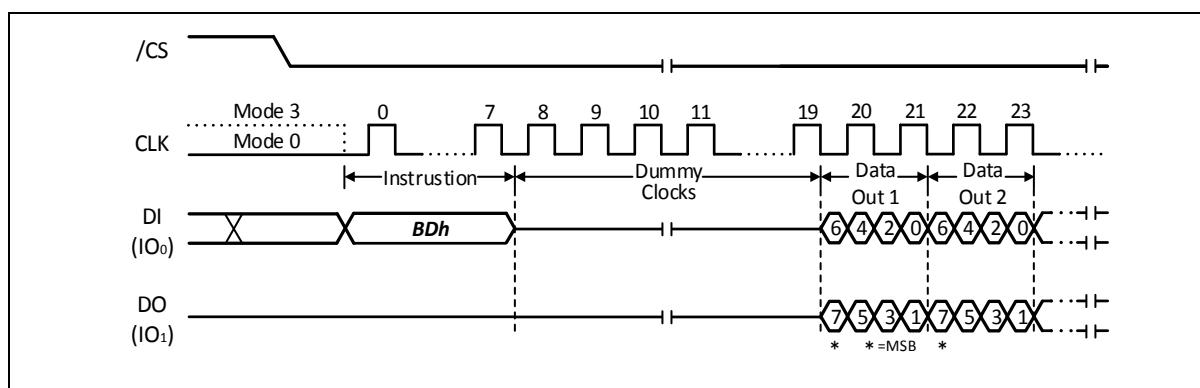 /CS
Mode 3
Mode 0
CLK
0 7 8 9 10 11 19 20 21 22 23
Instrustion
Dummy
Clocks
Data
Out 1
Data
Out 2
DI
(IO₀)
BDh
6 4 2 0 6 4 2 0
DO
(IO₁)
7 5 3 1 7 5 3 1
* * =MSB *